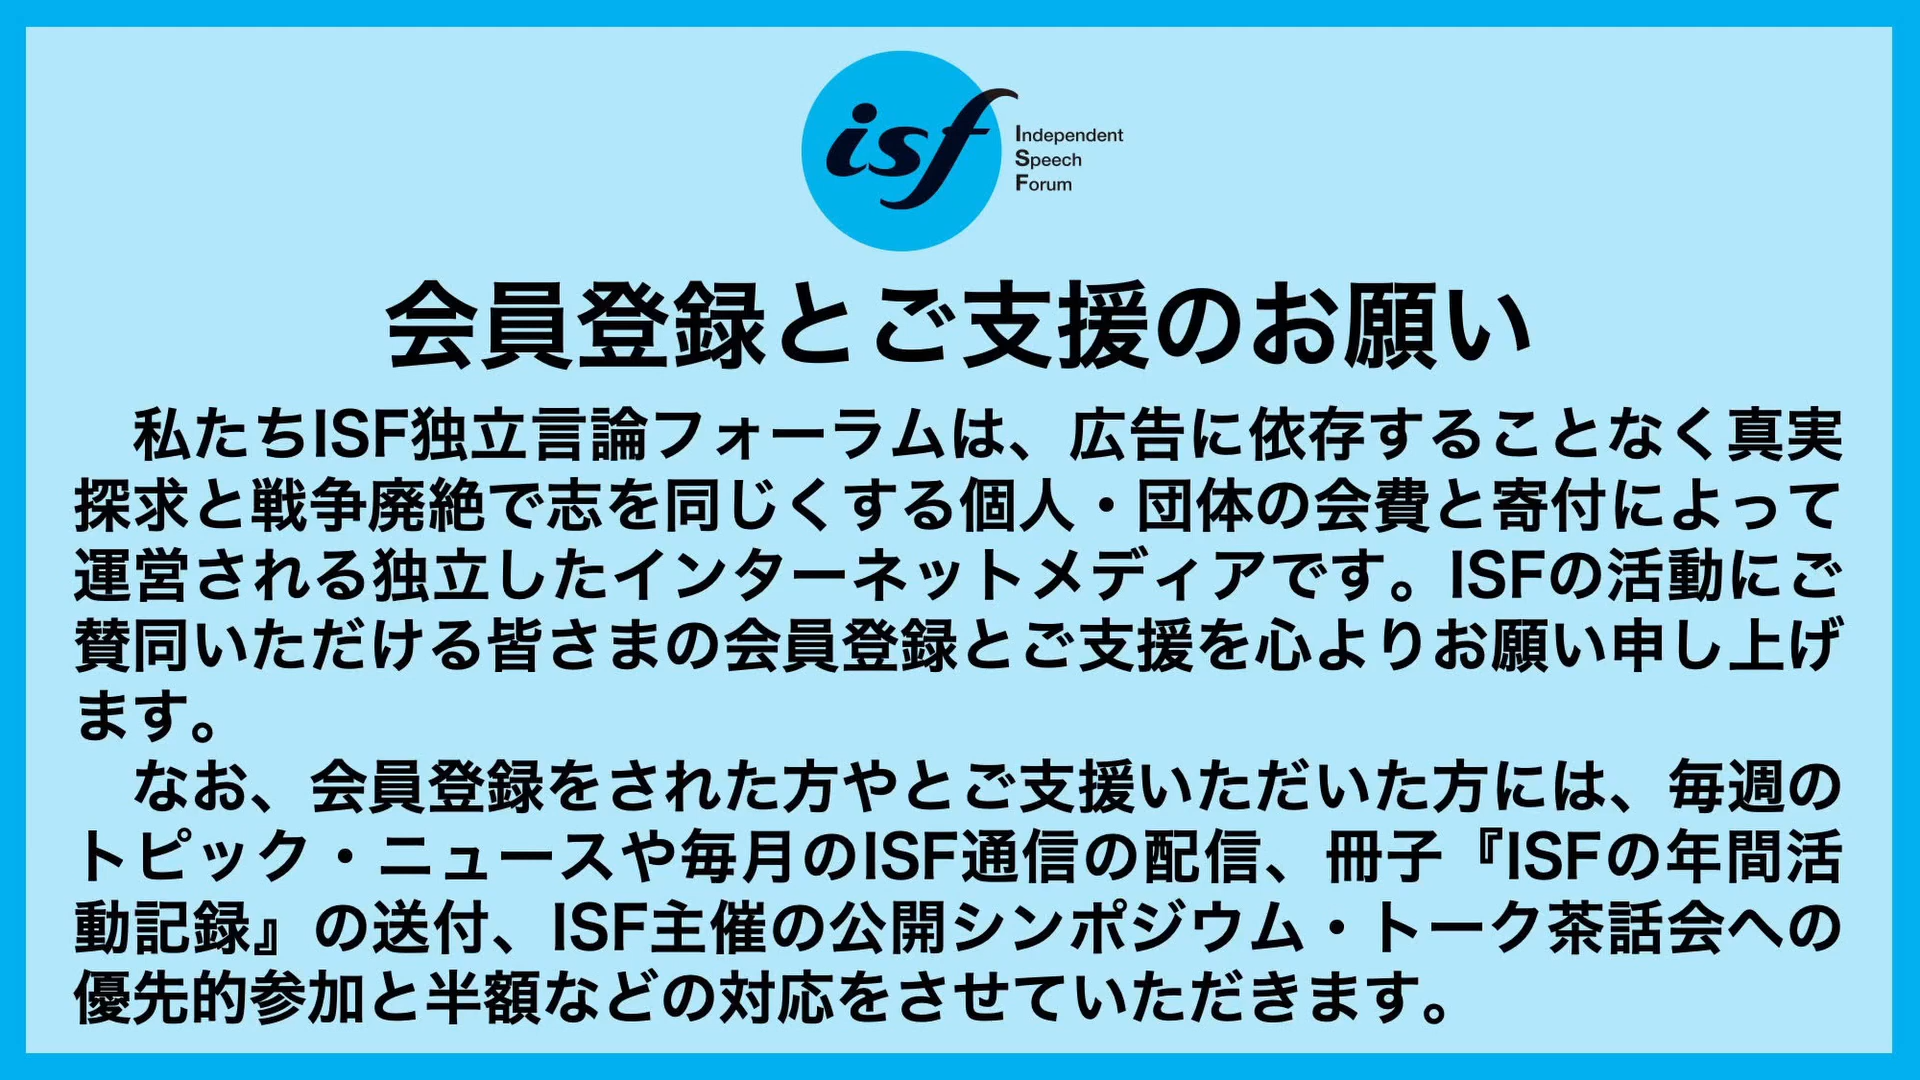 isf
Independent
Speech
Forum
会員登録とご支援のお願い
　私たちISF独立言論フォーラムは、広告に依存することなく真実
探求と戦争廃絶で志を同じくする個人・団体の会費と寄付によって
運営される独立したインターネットメディアです。ISFの活動にご
賛同いただける皆さまの会員登録とご支援を心よりお願い申し上げ
ます。
　なお、会員登録をされた方やとご支援いただいた方には、毎週の
トピック・ニュースや毎月のISF通信の配信、冊子『ISFの年間活
動記録』の送付、ISF主催の公開シンポジウム・トーク茶話会への
優先的参加と半額などの対応をさせていただきます。